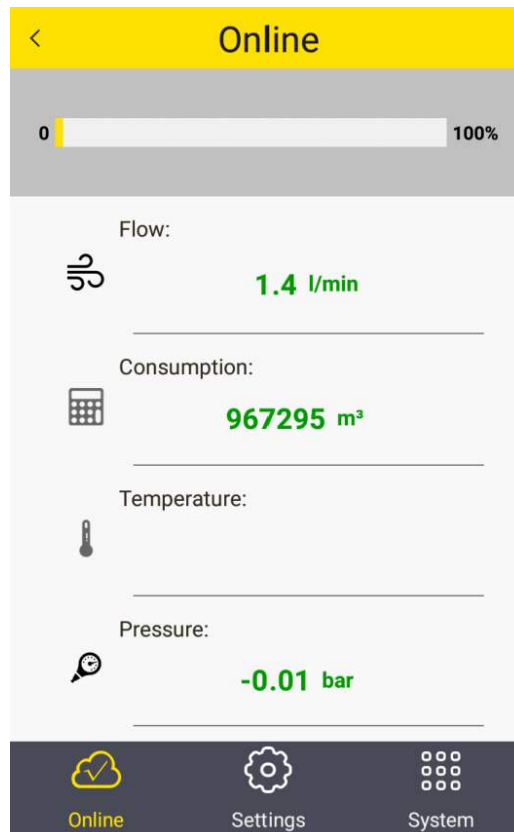 Online
0 100%
Flow:
1.4 l/min
Consumption:
967295 m³
Temperature:
Pressure:
-0.01 bar
Online Settings System